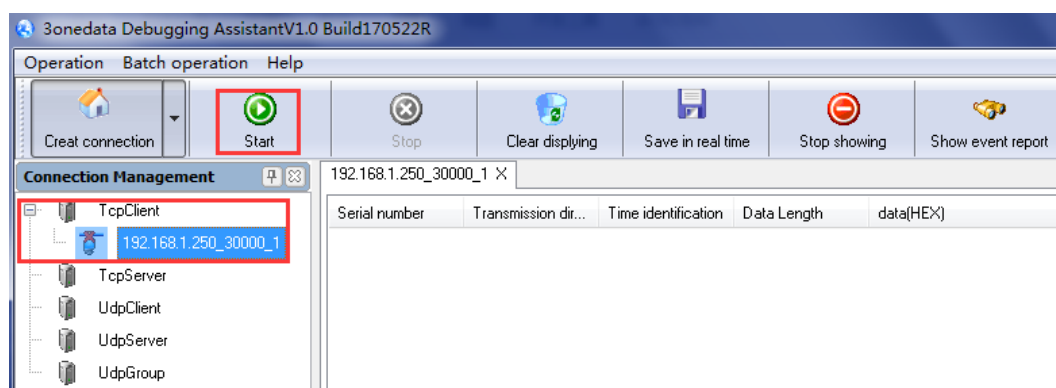 3onedata Debugging AssistantV1.0 Build170522R
Operation Batch operation Help
Creat connection Start Stop Clear displying Save in real time Stop showing Show event report
Connection Management 192.168.1.250_30000_1 X
TcpClient Serial number Transmission dir... Time identification Data Length data(HEX)
192.168.1.250_30000_1
TcpServer
UdpClient
UdpServer
UdpGroup